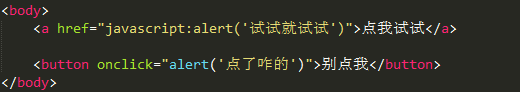 <body>
<a href="javascript:alert('试试就试试')">点我试试</a>
<button onclick="alert('点了咋的')">别点我</button>
</body>